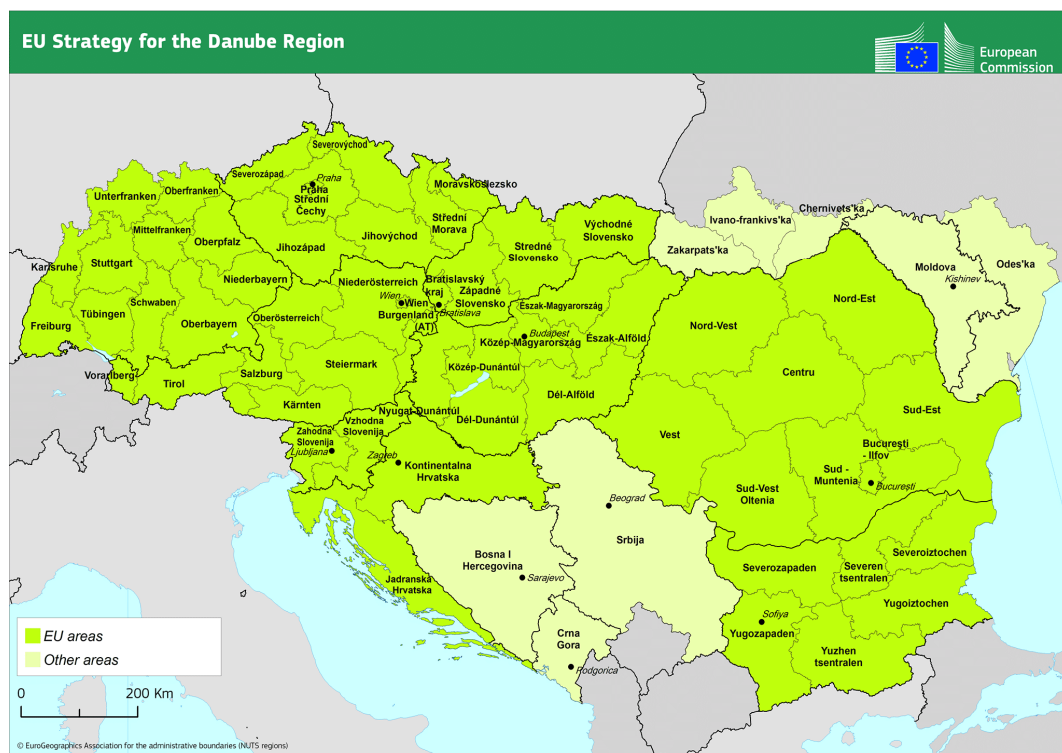 EU Strategy for the Danube Region
European
Commission
Severovýchod
Severozápad
Praha
Praha
Střední
Čechy
Moravskoslezsko
Unterfranken
Oberfranken
Mittelfranken
Oberpfalz
Jihozápad
Jihovýchod
Střední
Morava
Stredné
Slovensko
Východné
Slovensko
Zakarpats'ka
Ivano-frankivs'ka
Chernivets'ka
Moldova
Kishinev
Odes'ka
Karlsruhe
Stuttgart
Niederbayern
Niederösterreich
Wien
Wien
Bratislavský
kraj
Bratislava
Západné
Slovensko
Burgenland
(AT)
Freiburg
Tübingen
Schwaben
Oberbayern
Oberösterreich
Észak-Magyarország
Budapest
Közép-Magyarország
Észak-Alföld
Nord-Vest
Nord-Est
Vorarlberg
Tirol
Salzburg
Steiermark
Kärnten
Közép-Dunántúl
Nyugat-Dunántúl
Dél-Dunántúl
Dél-Alföld
Centru
Sud-Est
Vest
Zahodna
Slovenija
Ljubljana
Vzhodna
Slovenija
Zagreb
Kontinentalna
Hrvatska
Bucureşti
- Ilfov
Sud -
Muntenia
Bucureşti
Sud-Vest
Oltenia
Beograd
Srbija
Bosna I
Hercegovina
Sarajevo
Jadranska
Hrvatska
Crna
Gora
Podgorica
Severozapaden
Severen
tsentralen
Severoiztochen
Sofiya
Yugozapaden
Yugoiztochen
Yuzhen
tsentralen
EU areas
Other areas
0 200 Km
© EuroGeographics Association for the administrative boundaries (NUTS regions)